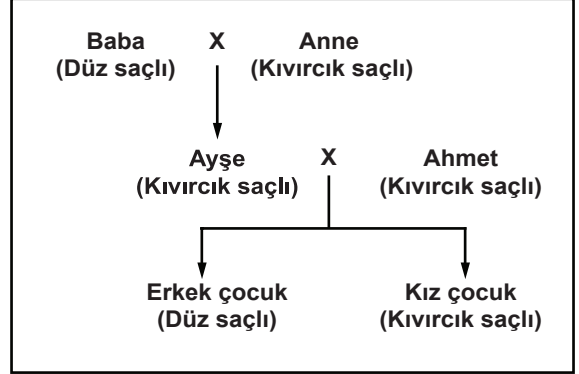 Baba X Anne
(Düz saçlı) (Kıvırcık saçlı)
Ayşe X Ahmet
(Kıvırcık saçlı) (Kıvırcık saçlı)
Erkek çocuk Kız çocuk
(Düz saçlı) (Kıvırcık saçlı)